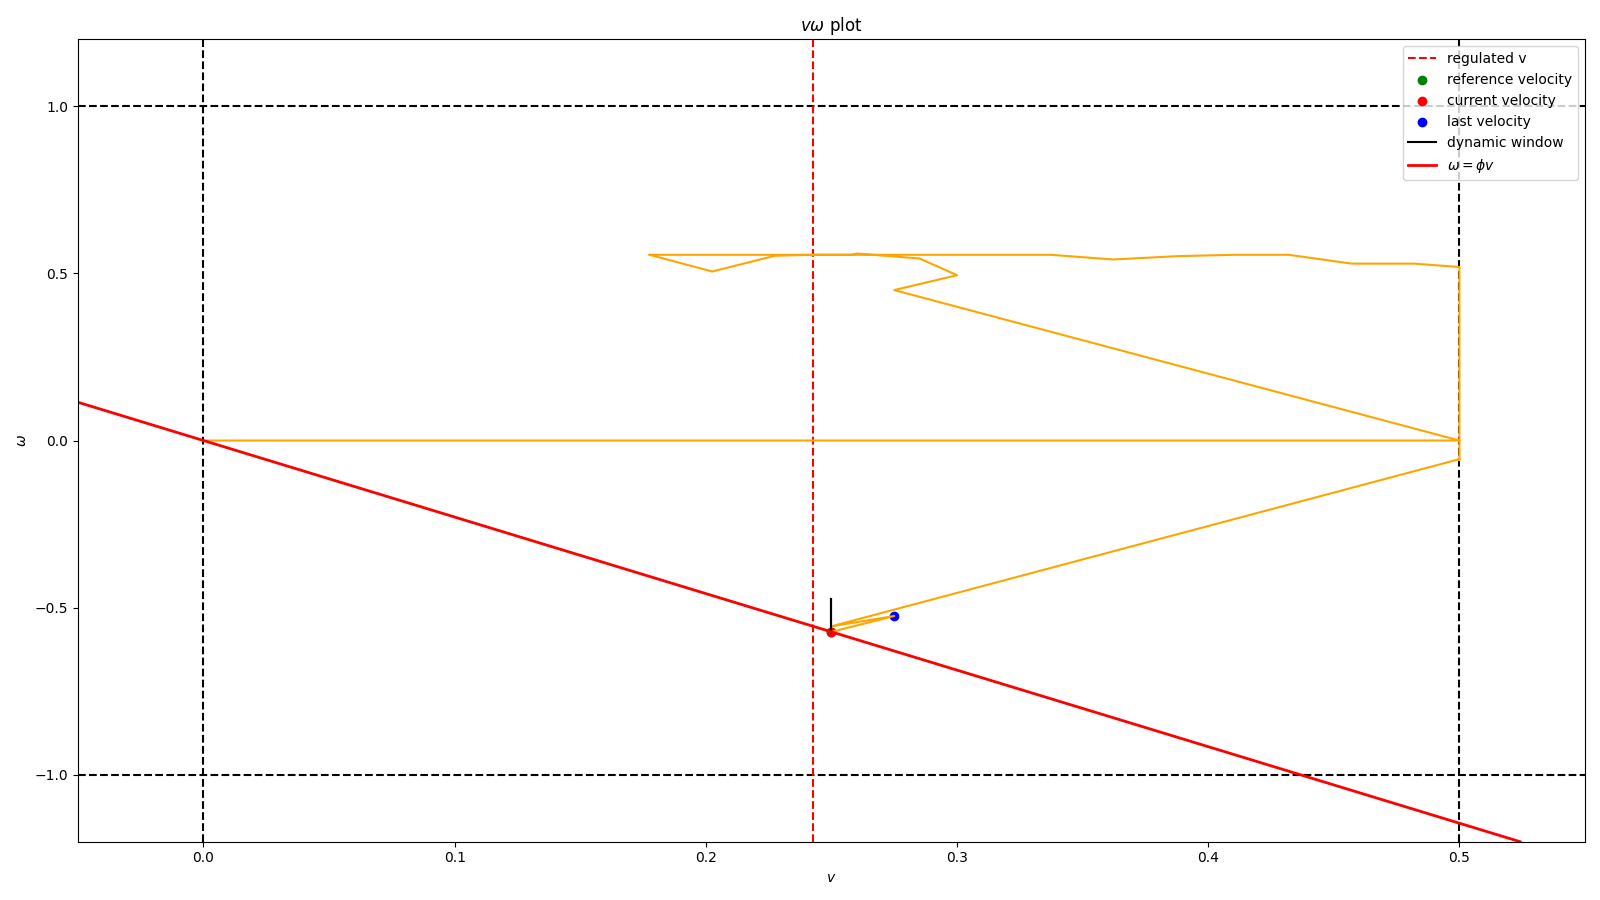 vω plot
regulated v
reference velocity
current velocity
last velocity
dynamic window
ω = ϕv
1.0
0.5
0.0
−0.5
−1.0
ω
0.0 0.1 0.2 0.3 0.4 0.5
v